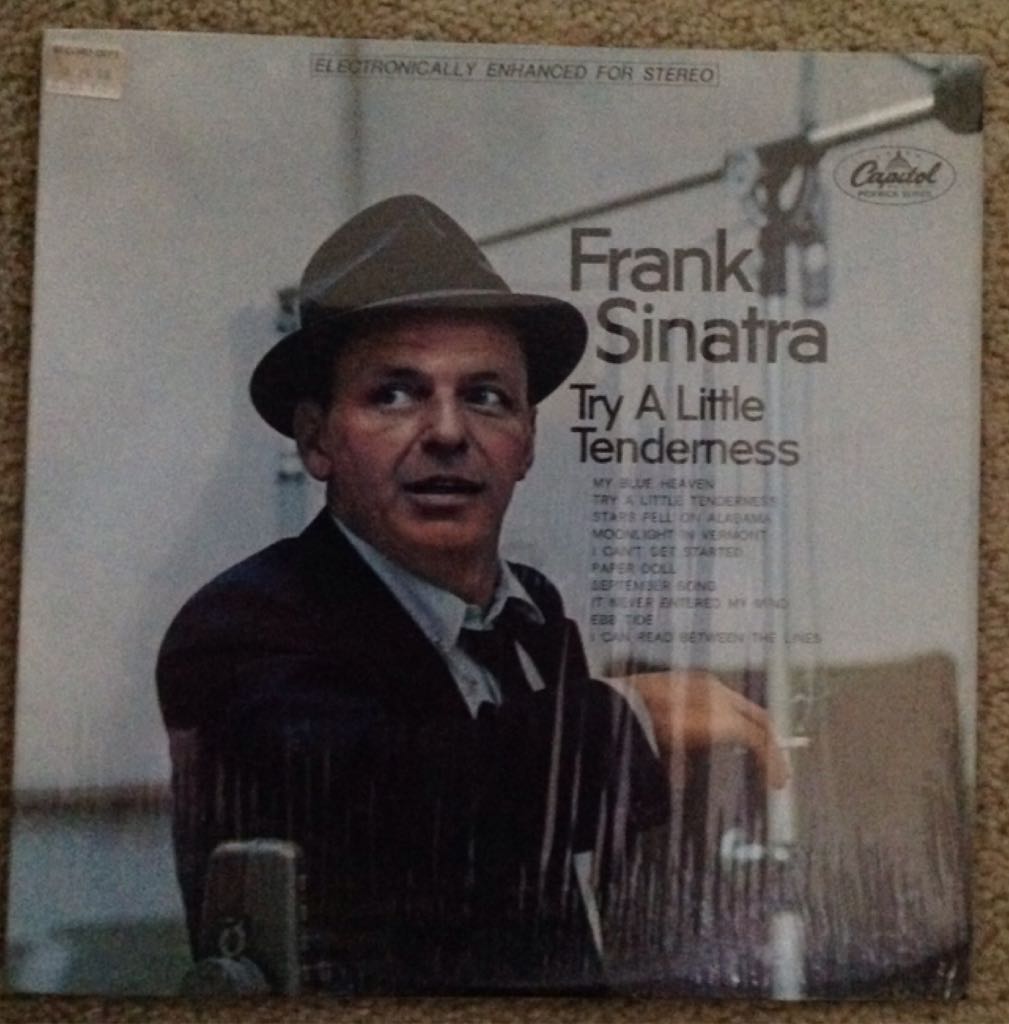 ELECTRONICALLY ENHANCED FOR STEREO
Capitol
Frank
Sinatra
Try A Little
Tenderness
MY BLUE HEAVEN
TRY A LITTLE TENDERNESS
STARS FELL ON ALABAMA
MOONLIGHT IN VERMONT
I CAN'T GET STARTED
PAPER DOLL
SEPTEMBER SONG
IT NEVER ENTERED MY MIND
EBB TIDE
I CAN READ BETWEEN THE LINES